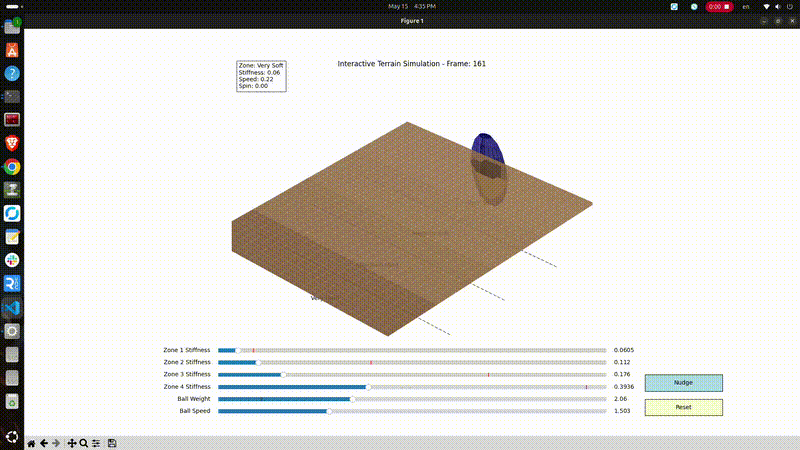 May 15 4:35 PM
0:00
en
Figure 1
Zone: Very Soft
Stiffness: 0.06
Speed: 0.22
Spin: 0.00
Interactive Terrain Simulation - Frame: 161
Zone 1 Stiffness 0.0605
Zone 2 Stiffness 0.112
Zone 3 Stiffness 0.176
Zone 4 Stiffness 0.3936
Ball Weight 2.06
Ball Speed 1.503
Nudge
Reset